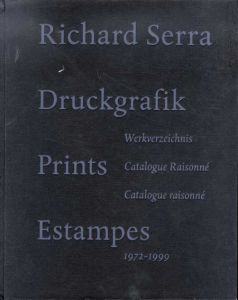 Richard Serra
Druckgrafik
Werkverzeichnis
Prints
Catalogue Raisonné
Catalogue raisonné
Estampes
1972-1999